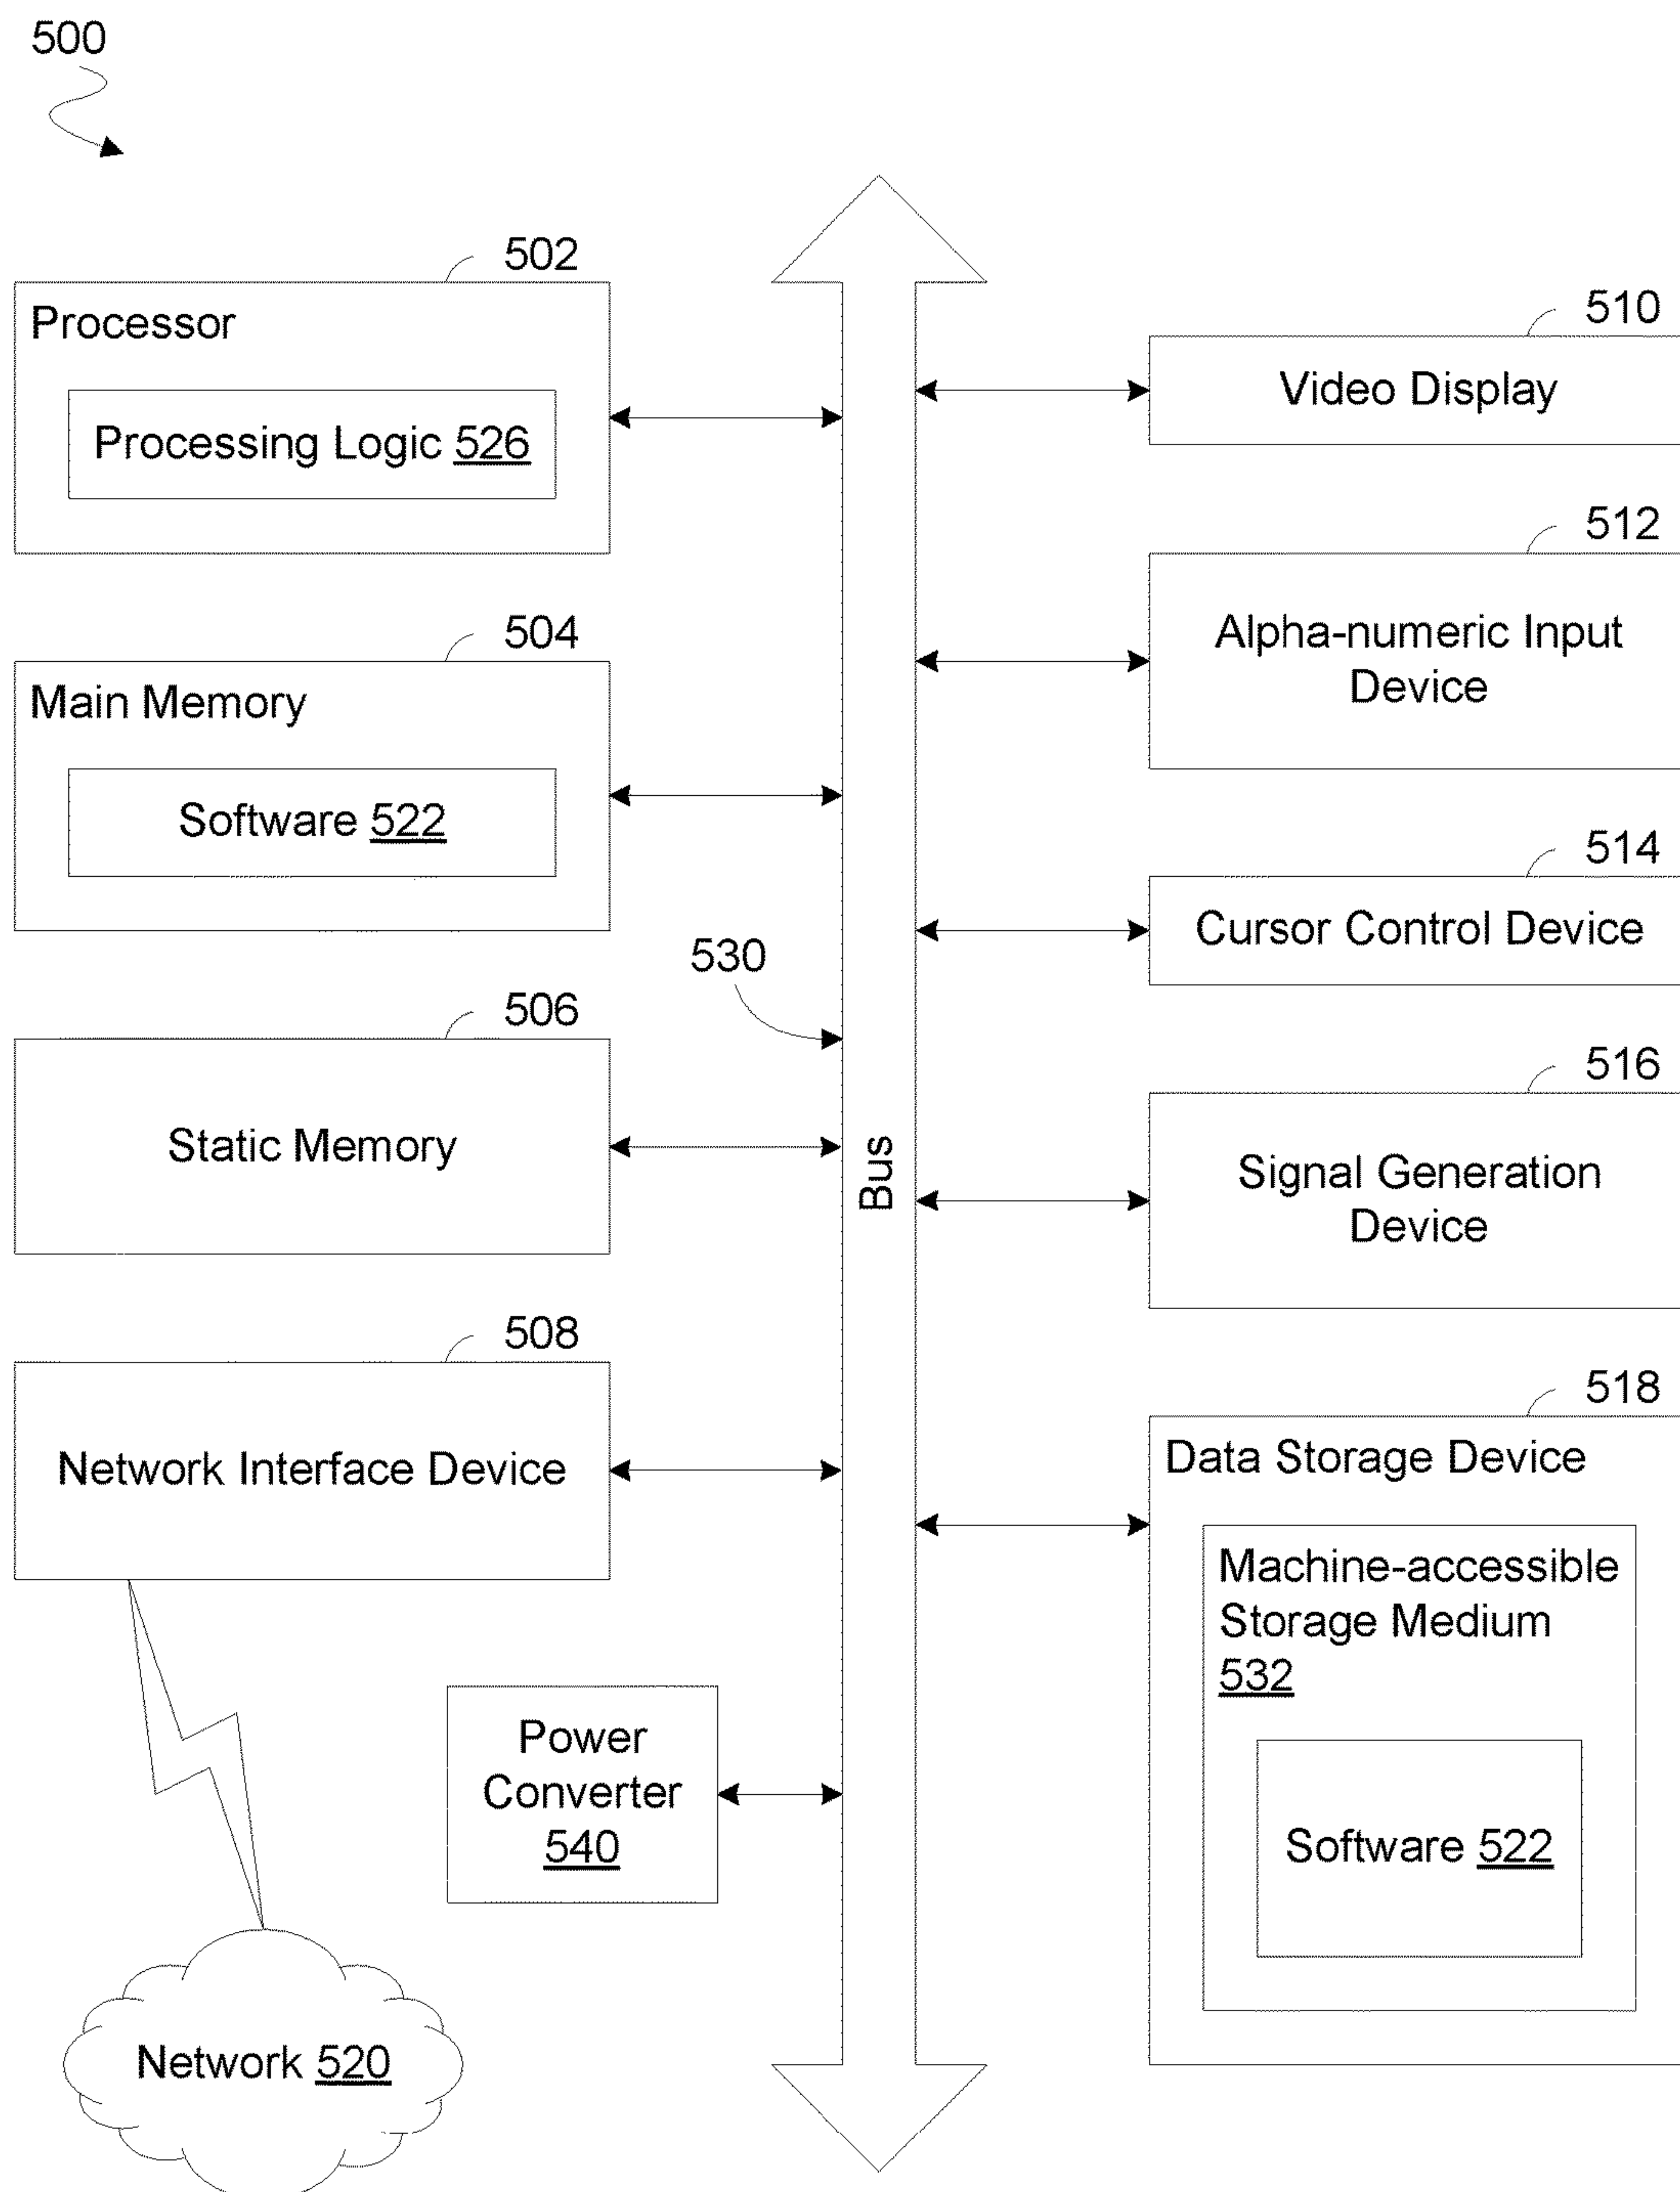 500
502
Processor
Processing Logic 526
504
Main Memory
Software 522
530
506
Static Memory
508
Network Interface Device
Power
Converter
540
Network 520
Bus
510
Video Display
512
Alpha-numeric Input
Device
514
Cursor Control Device
516
Signal Generation
Device
518
Data Storage Device
Machine-accessible
Storage Medium
532
Software 522